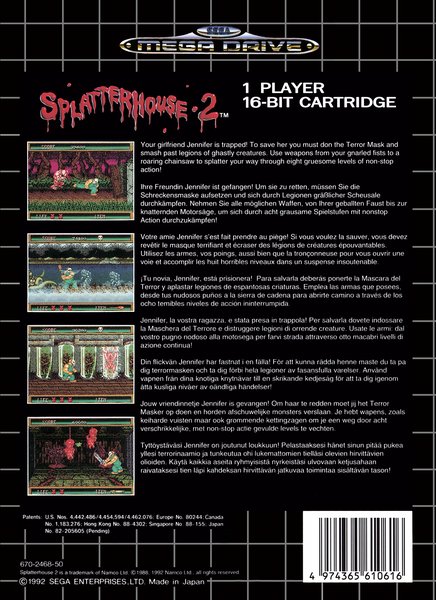 SEGA
MEGA DRIVE
SPLATTERHOUSE·2™
1 PLAYER
16-BIT CARTRIDGE
Your girlfriend Jennifer is trapped! To save her you must don the Terror Mask and
smash past legions of ghastly creatures. Use weapons from your gnarled fists to a
roaring chainsaw to splatter your way through eight gruesome levels of non-stop
action!
Ihre Freundin Jennifer ist gefangen! Um sie zu retten, müssen Sie die
Schreckensmaske aufsetzen und sich durch Legionen gräßlicher Scheusale
durchkämpfen. Nehmen Sie alle möglichen Waffen, von Ihrer geballten Faust bis zur
knatternden Motorsäge, um sich durch acht grausame Spielstufen mit nonstop
Action durchzukämpfen!
Votre amie Jennifer s'est fait prendre au piège! Si vous voulez la sauver, vous devez
revêtir le masque terrifiant et écraser des légions de créatures épouvantables.
Utilisez les armes, vos poings, aussi bien que la tronçonneuse pour vous ouvrir une
voie et accomplir les huit horribles niveaux dans un suspense insoutenable.
¡Tu novia, Jennifer, está prisionera! Para salvarla deberás ponerte la Mascara del
Terror y aplastar legiones de espantosas criaturas. Emplea las armas que posees,
desde tus nudosos puños a la sierra de cadena para abrirte camino a través de los
ocho temibles niveles de acción ininterrumpida.
Jennifer, la vostra ragazza, e stata presa in trappola! Per salvarla dovete indossare
la Maschera del Terrore e distruggere legioni di orrende creature. Usate le armi: dal
vostro pugno nodoso alla motosega per farvi strada attraverso otto macabri livelli di
azione continua!
Din flickvän Jennifer har fastnat i en fälla! För att kunna rädda henne maste du ta pa
dig terrormasken och ta dig förbi hela legioner av fasansfulla varelser. Använd
vapnen från dina knotiga knytnävar till en skrikande kedjesåg för att ta dig igenom
åtta kusliga nivåer av oändliga händelser!
Jouw vriendinnetje Jennifer is gevangen! Om haar te redden moet jij het Terror
Masker op doen en horden afschuwelijke monsters verslaan. Je hebt wapens, zoals
keiharde vuisten maar ook grommende kettingzagen om je een weg door acht
verschrikkelijke, met non-stop actie gevulde levels te vechten.
Tyttöystäväsi Jennifer on joutunut loukkuun! Pelastaaksesi hänet sinun pitää pukea
yllesi terrorinaamio ja tunkeutua ohi lukemattomien tielläsi olevien hirvittävien
olioiden. Käytä kaikkia aseita ryhmyisistä nyrkeistäsi ulvovaan ketjusahaan
raivataksesi tien läpi kahdeksan hirvittävän jatkuvaa toimintaa sisältävän tason!
Patents: U.S. Nos. 4,442,486/4,454,594/4,462,076; Europe No. 80244; Canada
No. 1,183,276; Hong Kong No. 88-4302; Singapore No. 88-155; Japan
No. 82-205605 (Pending)
670-2468-50
Splatterhouse 2 is a trademark of Namco Ltd. ©1988, 1992 Namco Ltd., all rights reserved.
©1992 SEGA ENTERPRISES, LTD. Made in Japan
4 974365 610616